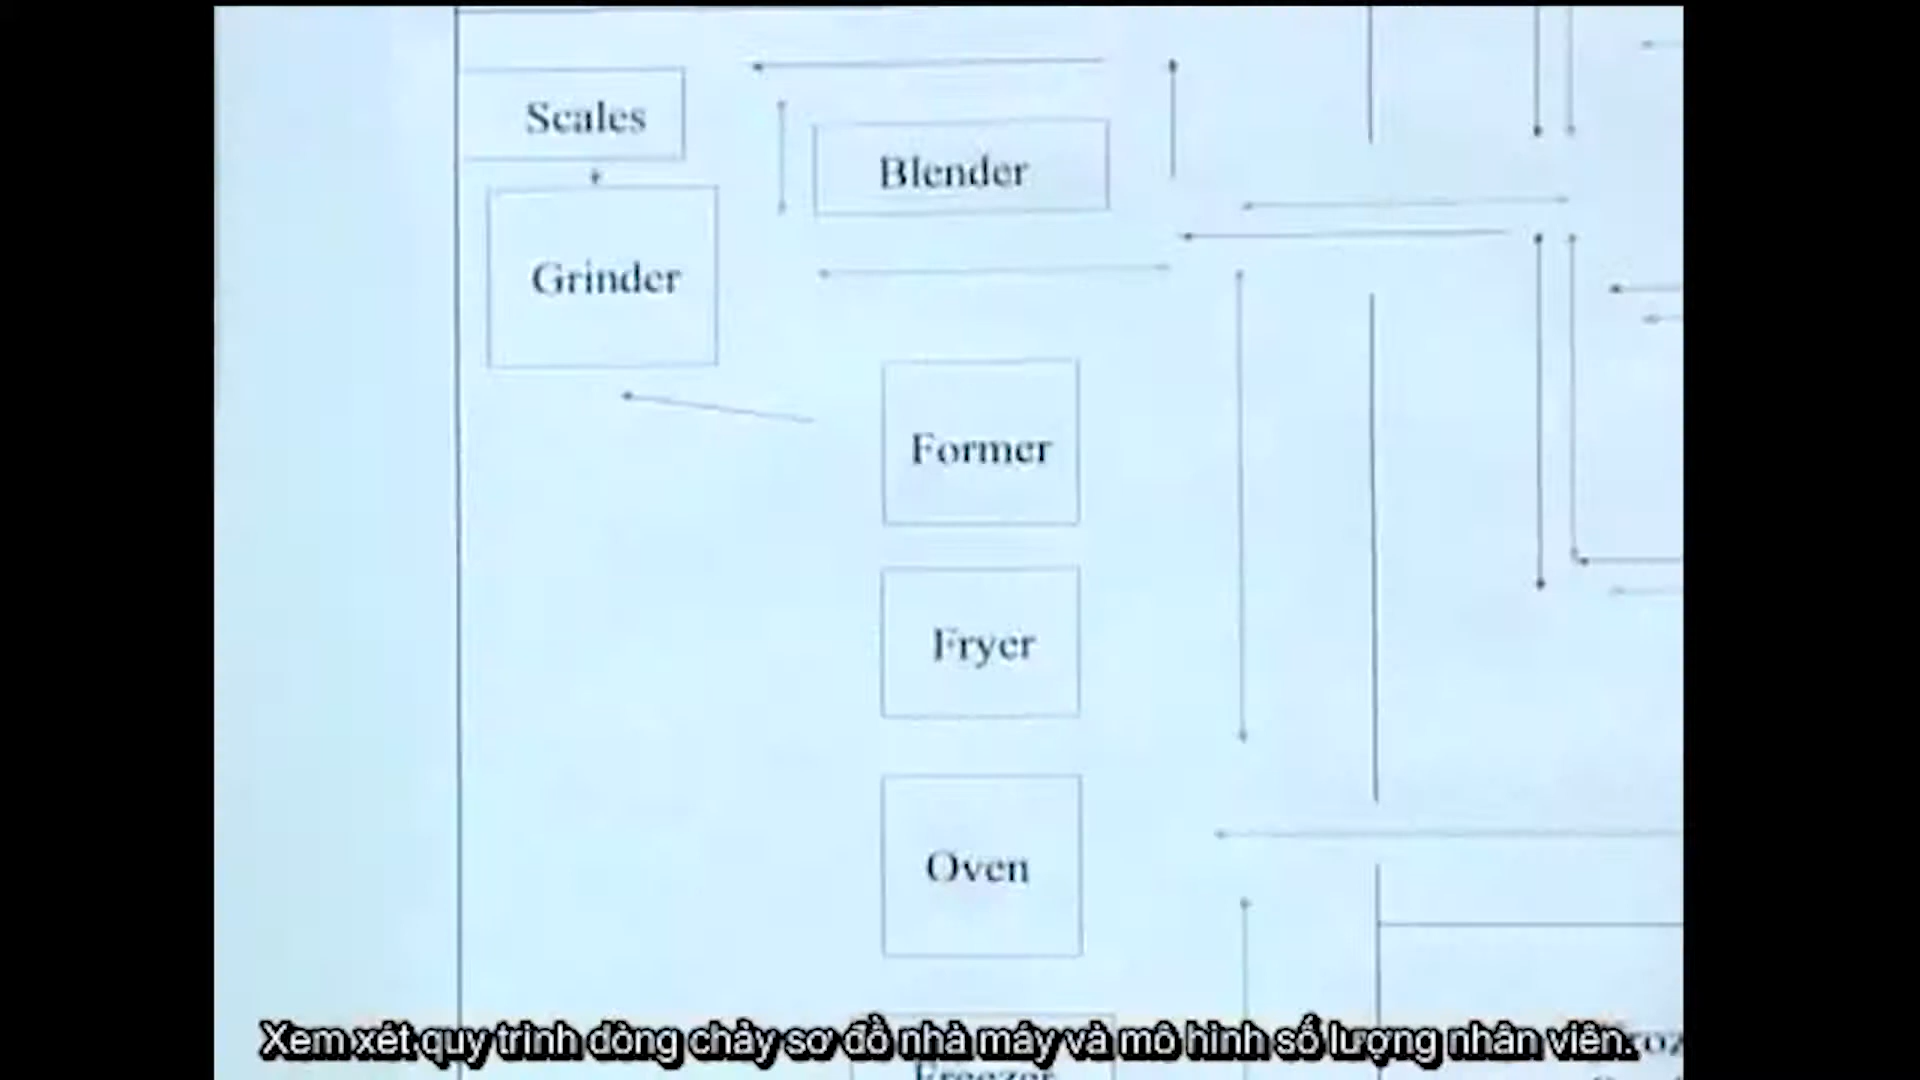 Scales
Blender
Grinder
Former
Fryer
Oven
Xem xét quy trình dòng chảy sơ đồ nhà máy và mô hình số lượng nhân viên.
Freezer